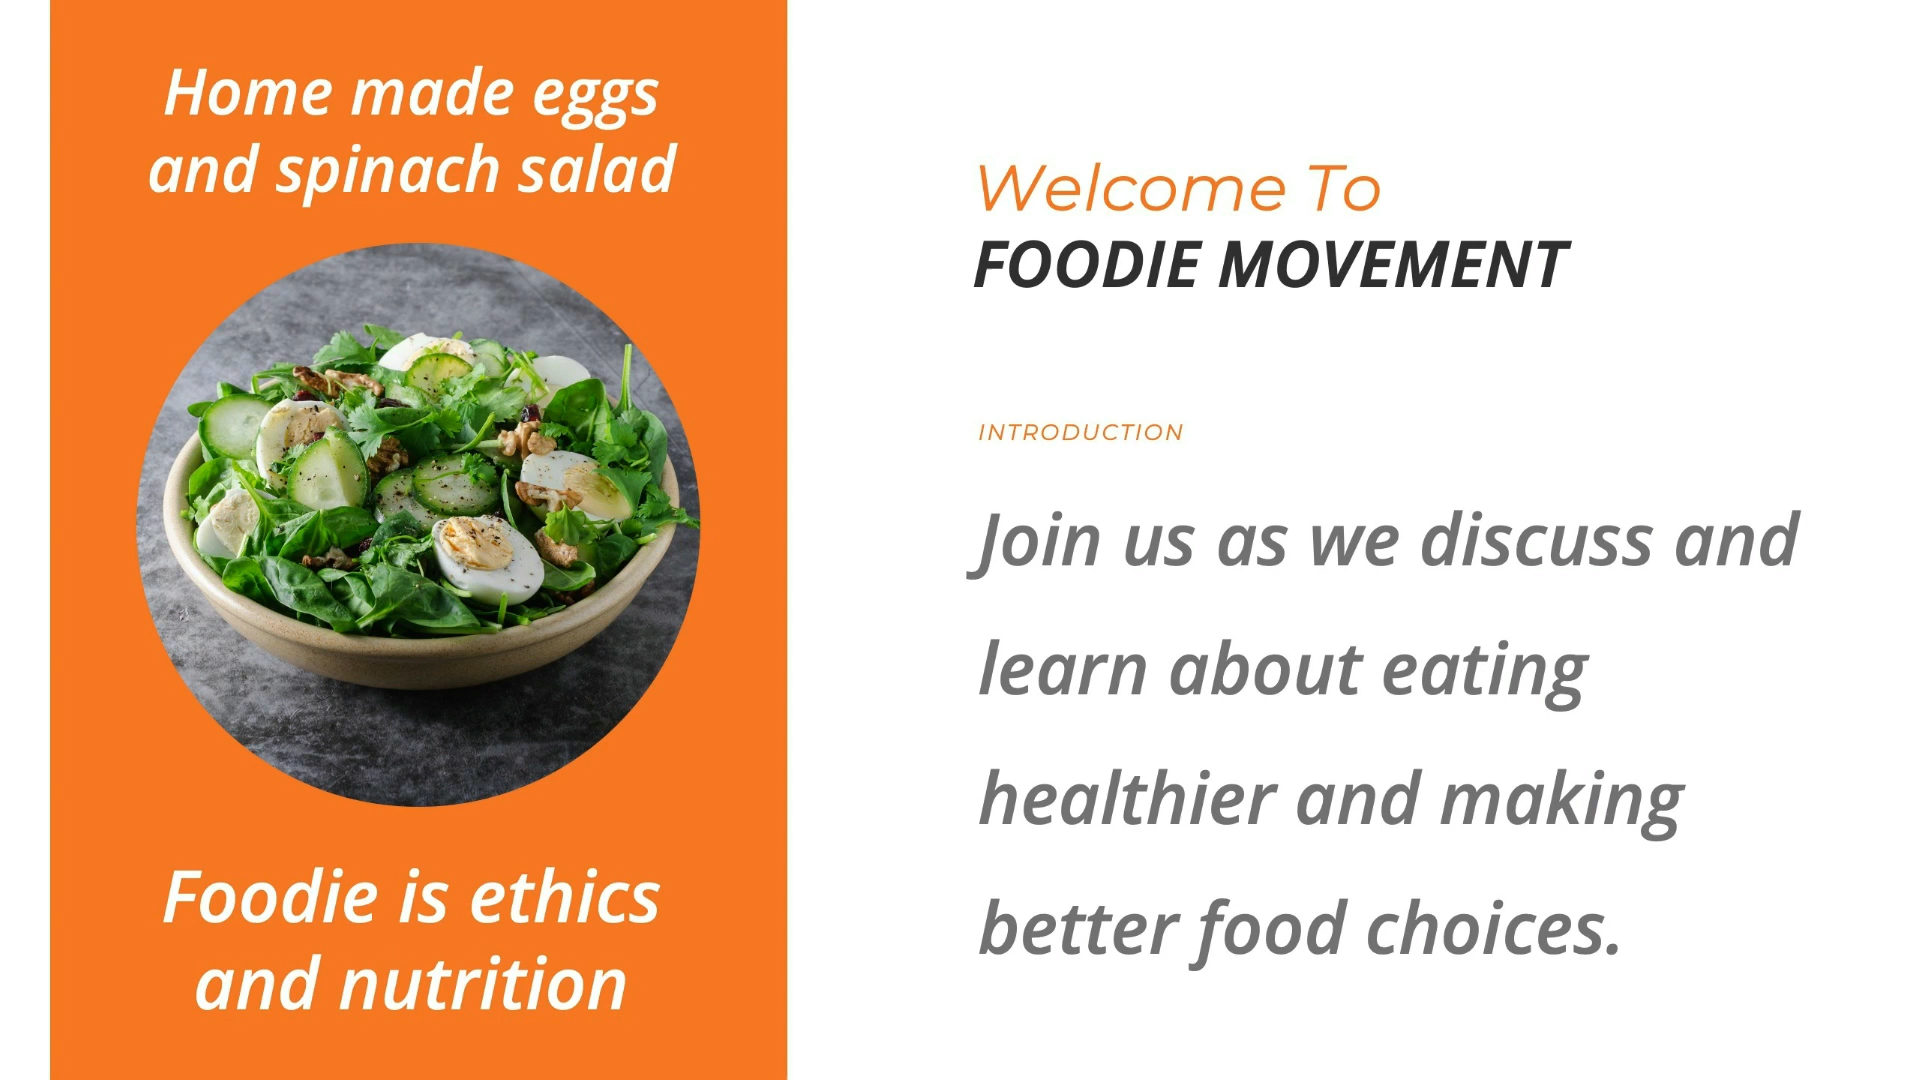 Home made eggs
and spinach salad
Foodie is ethics
and nutrition
Welcome To
FOODIE MOVEMENT
INTRODUCTION
Join us as we discuss and
learn about eating
healthier and making
better food choices.